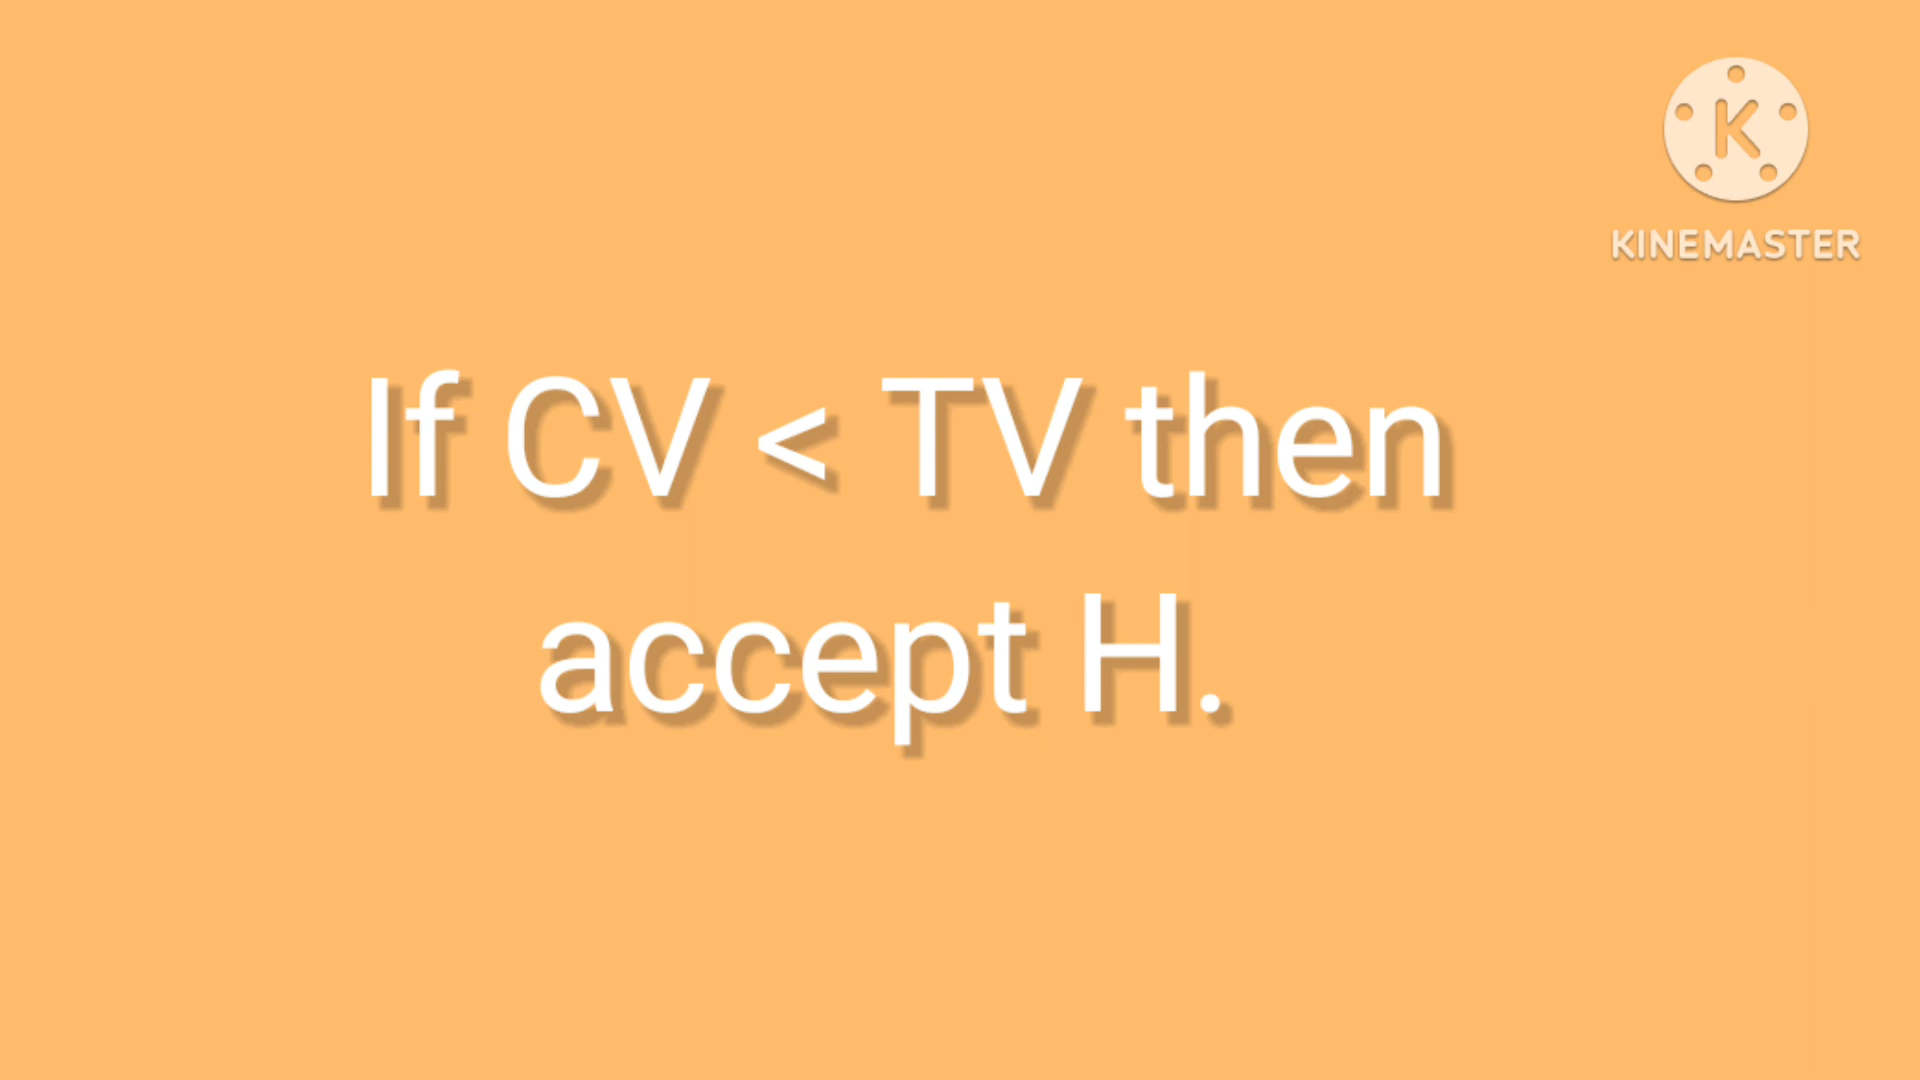 K
KINEMASTER
If CV < TV then
accept H.